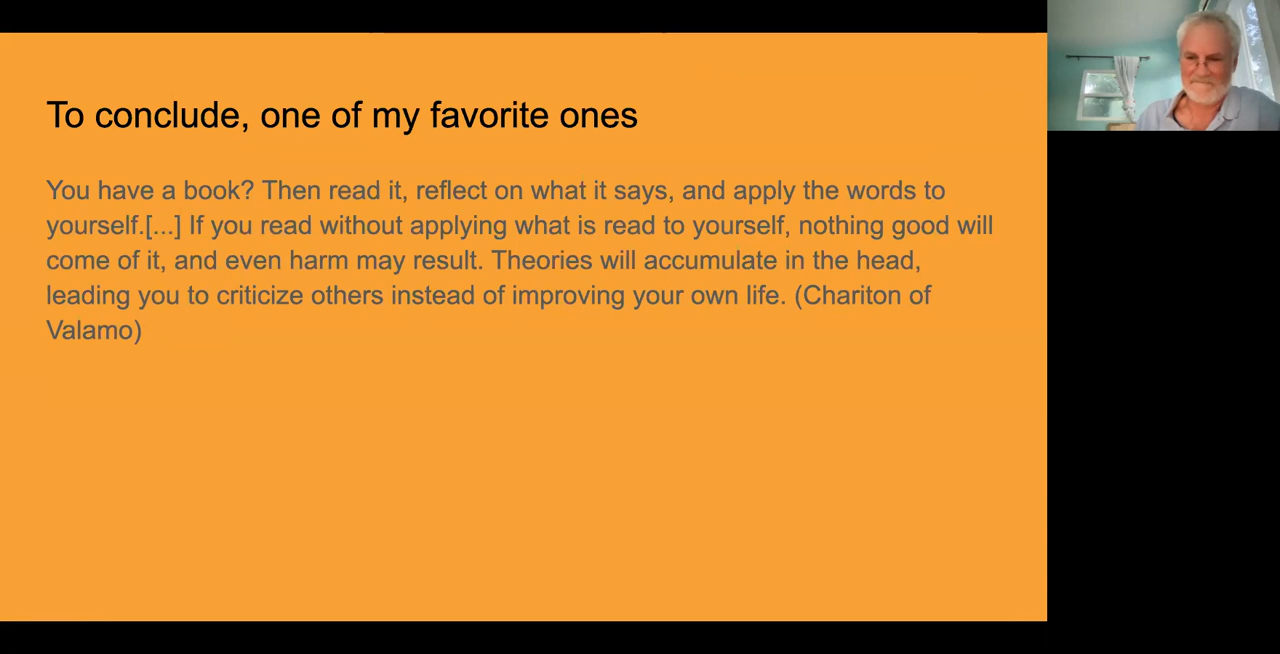 To conclude, one of my favorite ones
You have a book? Then read it, reflect on what it says, and apply the words to
yourself.[...] If you read without applying what is read to yourself, nothing good will
come of it, and even harm may result. Theories will accumulate in the head,
leading you to criticize others instead of improving your own life. (Chariton of
Valamo)